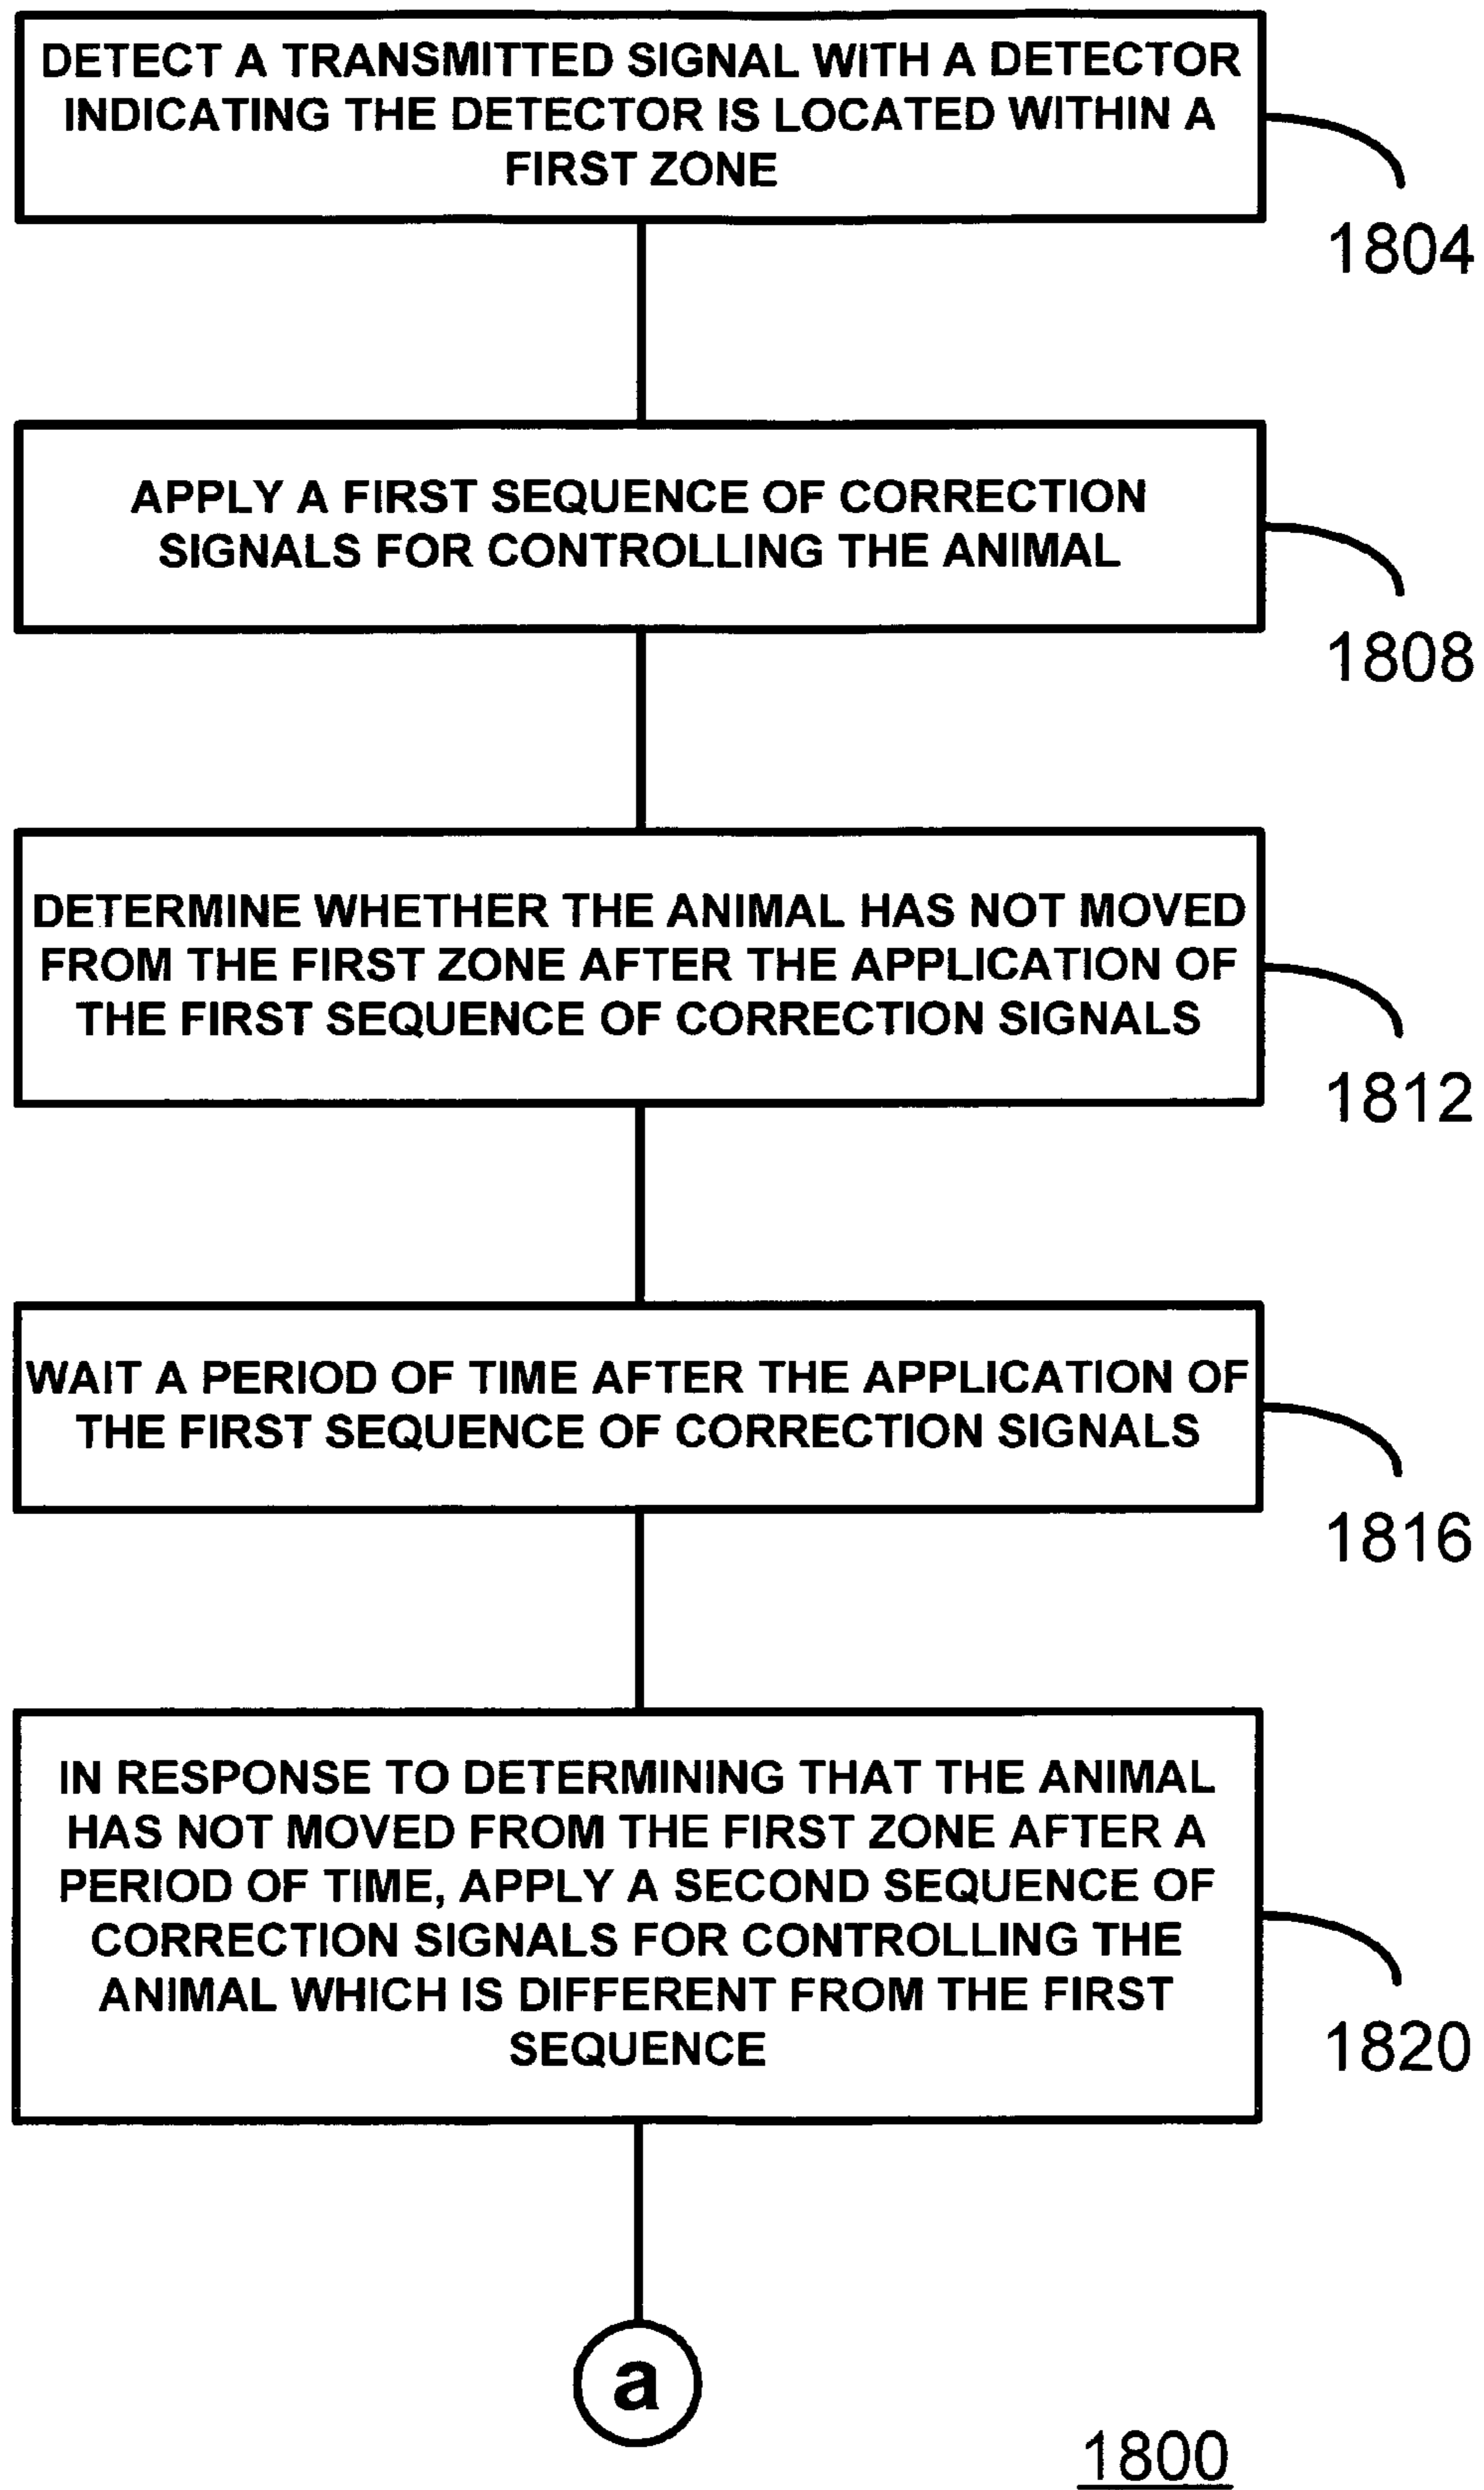 DETECT A TRANSMITTED SIGNAL WITH A DETECTOR
INDICATING THE DETECTOR IS LOCATED WITHIN A
FIRST ZONE
1804
APPLY A FIRST SEQUENCE OF CORRECTION
SIGNALS FOR CONTROLLING THE ANIMAL
1808
DETERMINE WHETHER THE ANIMAL HAS NOT MOVED
FROM THE FIRST ZONE AFTER THE APPLICATION OF
THE FIRST SEQUENCE OF CORRECTION SIGNALS
1812
WAIT A PERIOD OF TIME AFTER THE APPLICATION OF
THE FIRST SEQUENCE OF CORRECTION SIGNALS
1816
IN RESPONSE TO DETERMINING THAT THE ANIMAL
HAS NOT MOVED FROM THE FIRST ZONE AFTER A
PERIOD OF TIME, APPLY A SECOND SEQUENCE OF
CORRECTION SIGNALS FOR CONTROLLING THE
ANIMAL WHICH IS DIFFERENT FROM THE FIRST
SEQUENCE
1820
a
1800